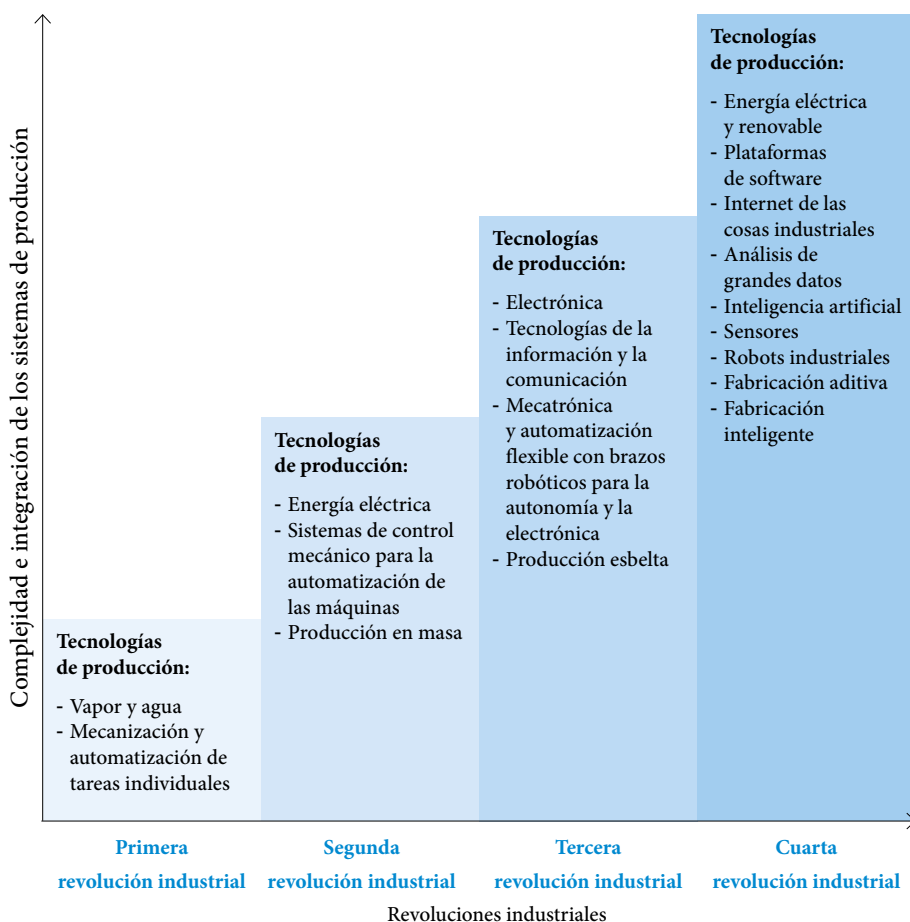 Complejidad e integración de los sistemas de producción
Tecnologías
de producción:
- Vapor y agua
- Mecanización y
automatización de
tareas individuales
Tecnologías
de producción:
- Energía eléctrica
- Sistemas de control
mecánico para la
automatización de
las máquinas
- Producción en masa
Tecnologías
de producción:
- Electrónica
- Tecnologías de la
información y la
comunicación
- Mecatrónica
y automatización
flexible con brazos
robóticos para la
autonomía y la
electrónica
- Producción esbelta
Tecnologías
de producción:
- Energía eléctrica
y renovable
- Plataformas
de software
- Internet de las
cosas industriales
- Análisis de
grandes datos
- Inteligencia artificial
- Sensores
- Robots industriales
- Fabricación aditiva
- Fabricación
inteligente
Primera
revolución industrial
Segunda
revolución industrial
Tercera
revolución industrial
Cuarta
revolución industrial
Revoluciones industriales